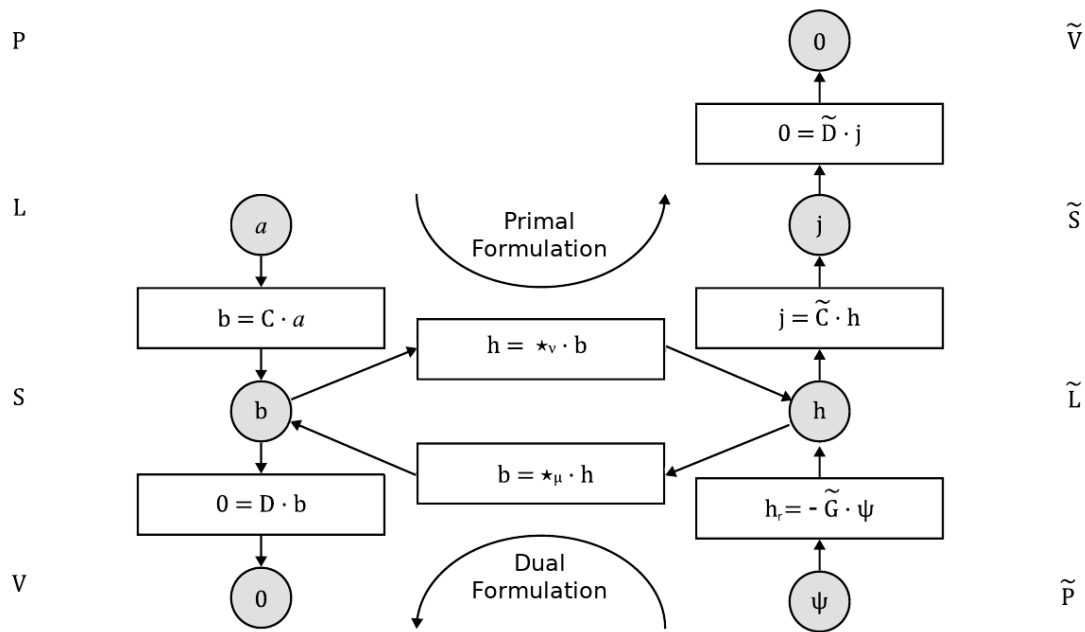 P
0
Ṽ
0 = D̃ · j
L
a
Primal
Formulation
j
S̃
b = C · a
h = ⋆ᵥ · b
j = C̃ · h
S
b
h
L̃
0 = D · b
b = ⋆μ · h
hᵣ= - G̃ · ψ
V
0
Dual
Formulation
ψ
P̃